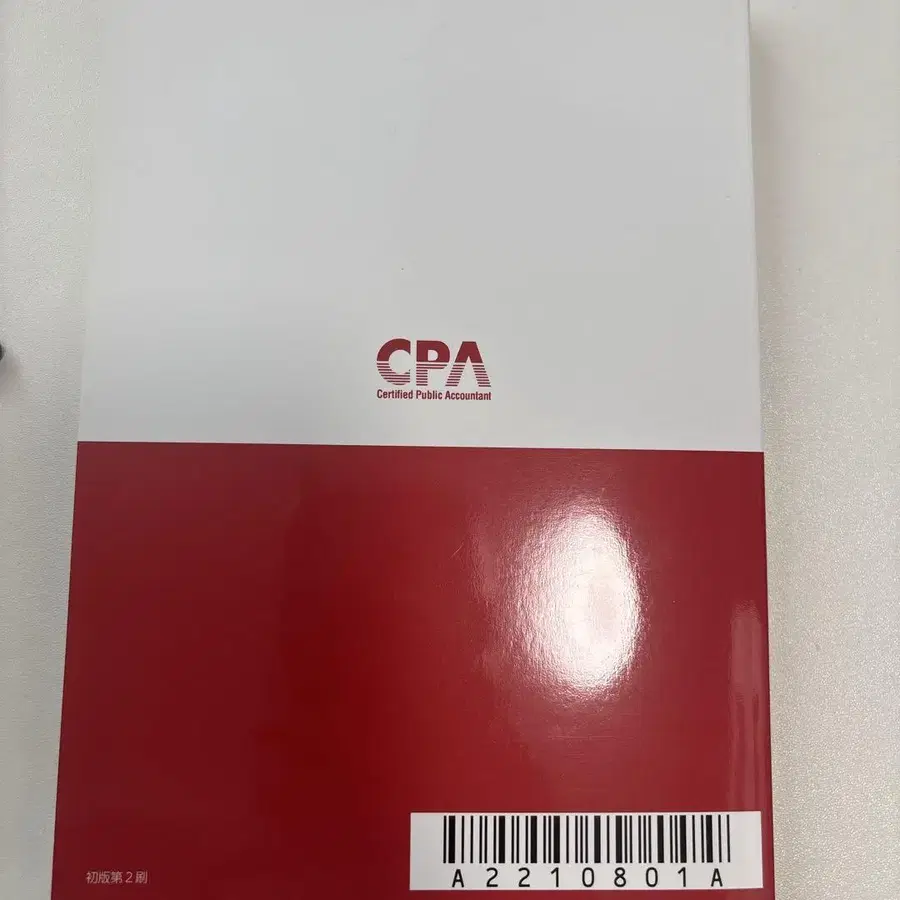 CPA
Certified Public Accountant
初版第2刷
A2210801A